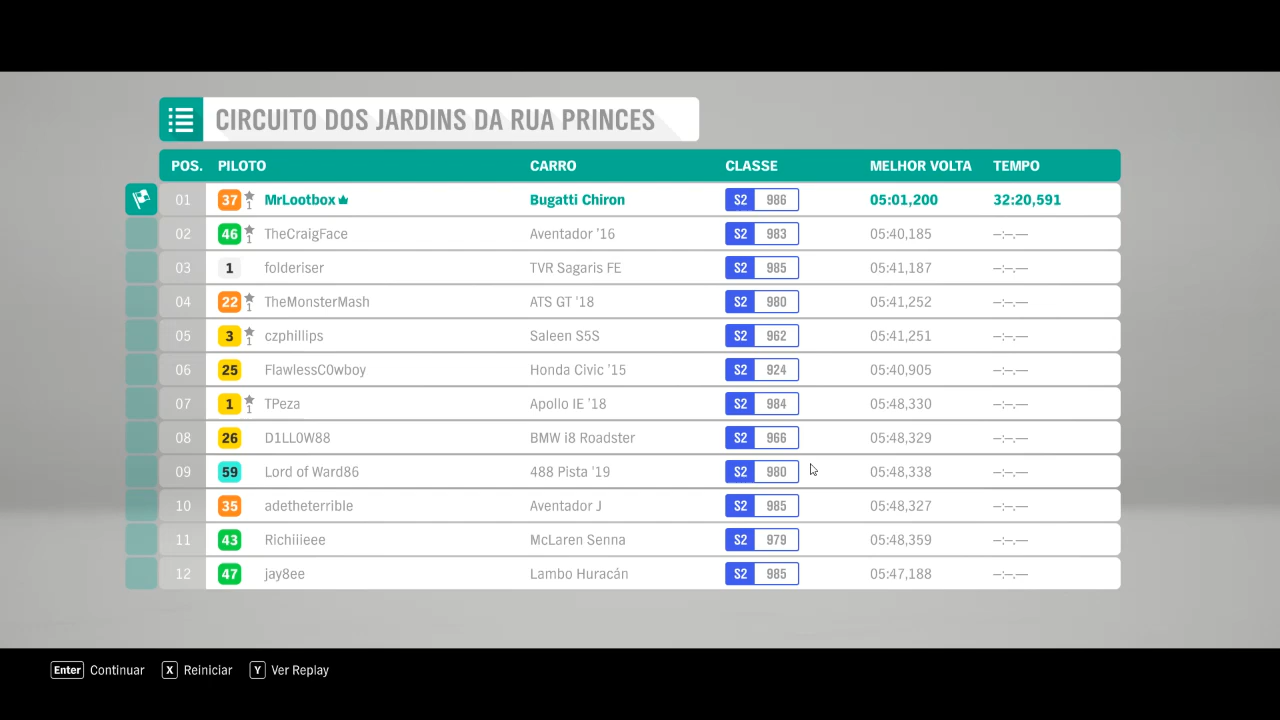 CIRCUITO DOS JARDINS DA RUA PRINCES
POS. PILOTO CARRO CLASSE MELHOR VOLTA TEMPO
01 37 1 MrLootbox Bugatti Chiron S2 986 05:01,200 32:20,591
02 46 1 TheCraigFace Aventador '16 S2 983 05:40,185 --:--.---
03 1 folderiser TVR Sagaris FE S2 985 05:41,187 --:--.---
04 22 1 TheMonsterMash ATS GT '18 S2 980 05:41,252 --:--.---
05 3 1 czphillips Saleen S5S S2 962 05:41,251 --:--.---
06 25 FlawlessC0wboy Honda Civic '15 S2 924 05:40,905 --:--.---
07 1 1 TPeza Apollo IE '18 S2 984 05:48,330 --:--.---
08 26 D1LL0W88 BMW i8 Roadster S2 966 05:48,329 --:--.---
09 59 Lord of Ward86 488 Pista '19 S2 980 05:48,338 --:--.---
10 35 adetheterrible Aventador J S2 985 05:48,327 --:--.---
11 43 Richiiieee McLaren Senna S2 979 05:48,359 --:--.---
12 47 jay8ee Lambo Huracán S2 985 05:47,188 --:--.---
Enter Continuar X Reiniciar Y Ver Replay